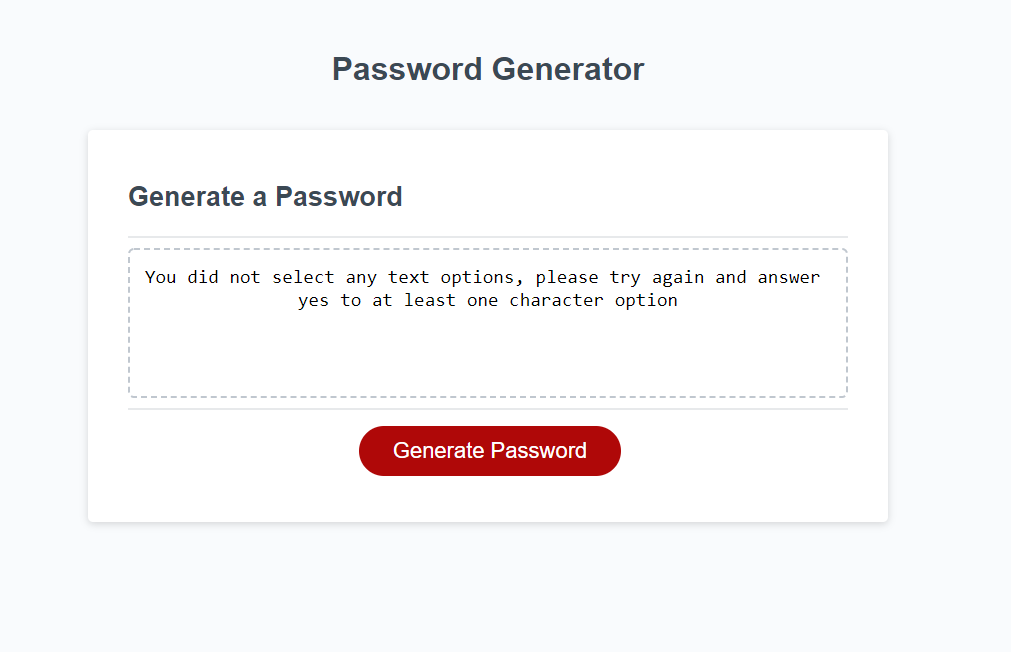 Password Generator
Generate a Password
You did not select any text options, please try again and answer
yes to at least one character option
Generate Password